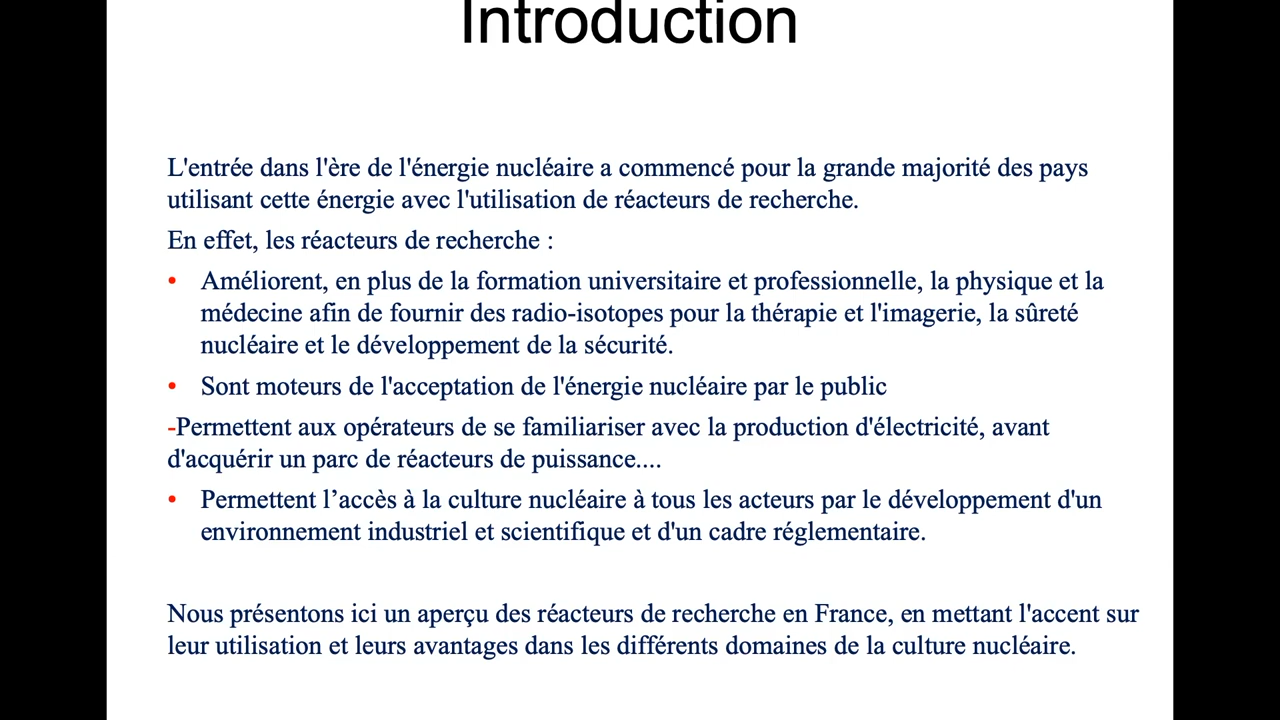 Introduction
L'entrée dans l'ère de l'énergie nucléaire a commencé pour la grande majorité des pays
utilisant cette énergie avec l'utilisation de réacteurs de recherche.
En effet, les réacteurs de recherche :
• Améliorent, en plus de la formation universitaire et professionnelle, la physique et la
médecine afin de fournir des radio-isotopes pour la thérapie et l'imagerie, la sûreté
nucléaire et le développement de la sécurité.
• Sont moteurs de l'acceptation de l'énergie nucléaire par le public
-Permettent aux opérateurs de se familiariser avec la production d'électricité, avant
d'acquérir un parc de réacteurs de puissance....
• Permettent l’accès à la culture nucléaire à tous les acteurs par le développement d'un
environnement industriel et scientifique et d'un cadre réglementaire.
Nous présentons ici un aperçu des réacteurs de recherche en France, en mettant l'accent sur
leur utilisation et leurs avantages dans les différents domaines de la culture nucléaire.